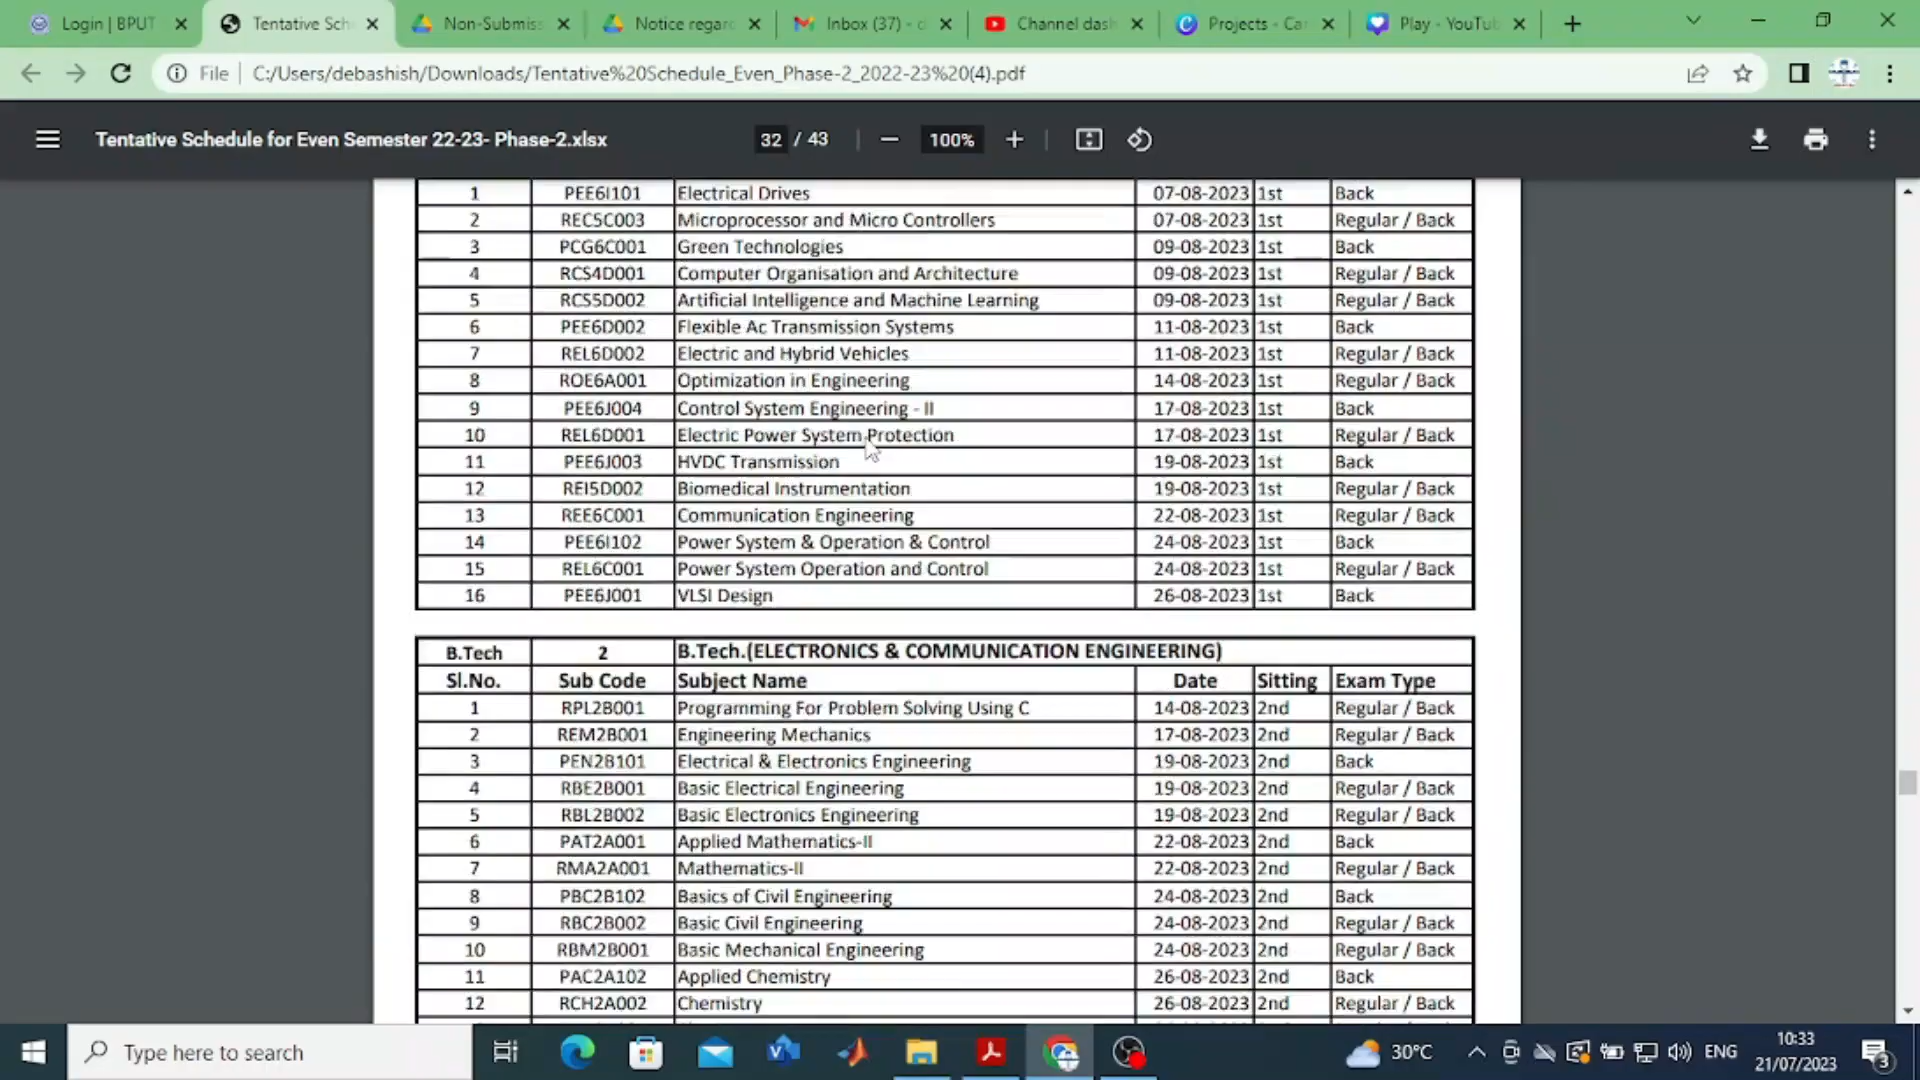 Login | BPUT
Tentative Sch
Non-Submiss
Notice regar
Inbox (37) - d
Channel dash
Projects - Ca
Play - YouTub
File C:/Users/debashish/Downloads/Tentative%20Schedule_Even_Phase-2_2022-23%20(4).pdf
Tentative Schedule for Even Semester 22-23- Phase-2.xlsx 32 / 43 100%
1 PEE6I101 Electrical Drives 07-08-2023 1st Back
2 REC5C003 Microprocessor and Micro Controllers 07-08-2023 1st Regular / Back
3 PCG6C001 Green Technologies 09-08-2023 1st Back
4 RCS4D001 Computer Organisation and Architecture 09-08-2023 1st Regular / Back
5 RCS5D002 Artificial Intelligence and Machine Learning 09-08-2023 1st Regular / Back
6 PEE6D002 Flexible Ac Transmission Systems 11-08-2023 1st Back
7 REL6D002 Electric and Hybrid Vehicles 11-08-2023 1st Regular / Back
8 ROE6A001 Optimization in Engineering 14-08-2023 1st Regular / Back
9 PEE6J004 Control System Engineering - II 17-08-2023 1st Back
10 REL6D001 Electric Power System Protection 17-08-2023 1st Regular / Back
11 PEE6J003 HVDC Transmission 19-08-2023 1st Back
12 REI5D002 Biomedical Instrumentation 19-08-2023 1st Regular / Back
13 REE6C001 Communication Engineering 22-08-2023 1st Regular / Back
14 PEE6I102 Power System & Operation & Control 24-08-2023 1st Back
15 REL6C001 Power System Operation and Control 24-08-2023 1st Regular / Back
16 PEE6J001 VLSI Design 26-08-2023 1st Back
B.Tech 2 B.Tech.(ELECTRONICS & COMMUNICATION ENGINEERING)
Sl.No. Sub Code Subject Name Date Sitting Exam Type
1 RPL2B001 Programming For Problem Solving Using C 14-08-2023 2nd Regular / Back
2 REM2B001 Engineering Mechanics 17-08-2023 2nd Regular / Back
3 PEN2B101 Electrical & Electronics Engineering 19-08-2023 2nd Back
4 RBE2B001 Basic Electrical Engineering 19-08-2023 2nd Regular / Back
5 RBL2B002 Basic Electronics Engineering 19-08-2023 2nd Regular / Back
6 PAT2A001 Applied Mathematics-II 22-08-2023 2nd Back
7 RMA2A001 Mathematics-II 22-08-2023 2nd Regular / Back
8 PBC2B102 Basics of Civil Engineering 24-08-2023 2nd Back
9 RBC2B002 Basic Civil Engineering 24-08-2023 2nd Regular / Back
10 RBM2B001 Basic Mechanical Engineering 24-08-2023 2nd Regular / Back
11 PAC2A102 Applied Chemistry 26-08-2023 2nd Back
12 RCH2A002 Chemistry 26-08-2023 2nd Regular / Back
Type here to search 30°C ENG 10:33
21/07/2023 3